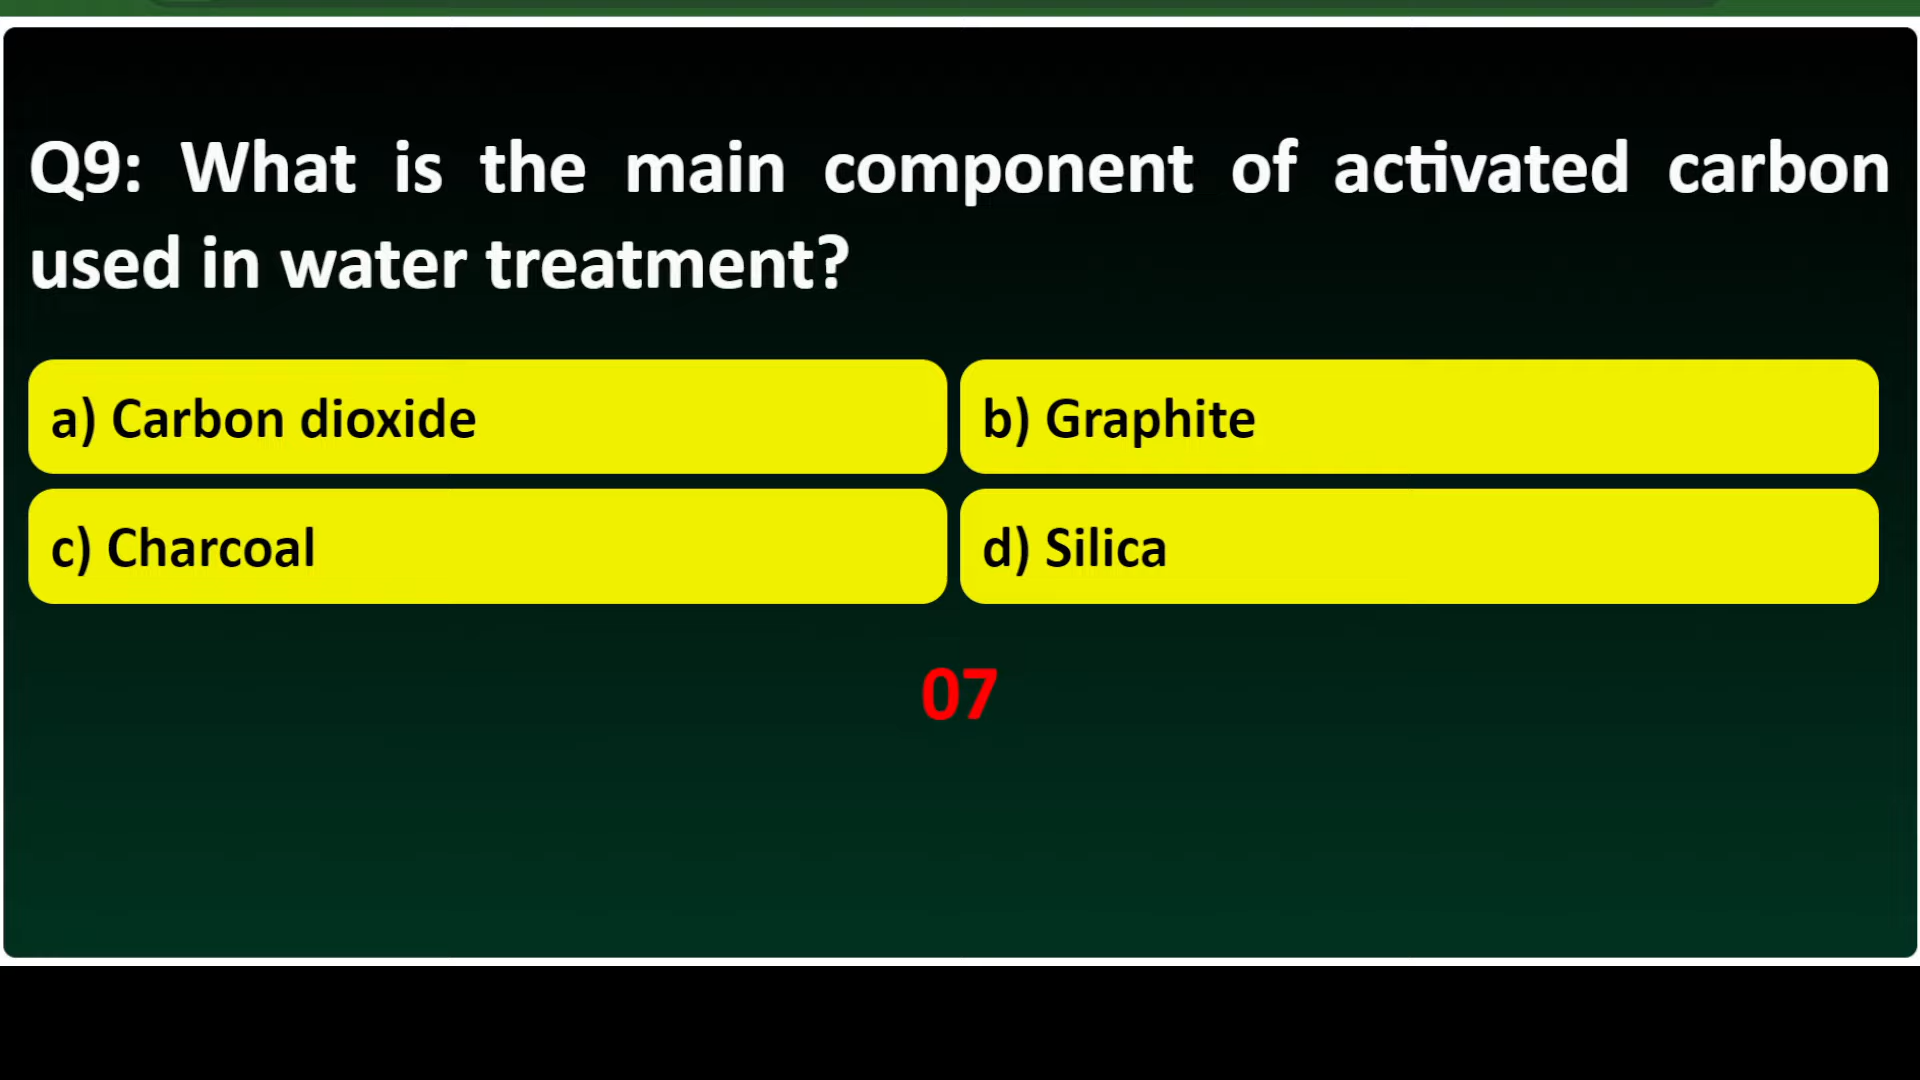 Q9: What is the main component of activated carbon
used in water treatment?
a) Carbon dioxide
b) Graphite
c) Charcoal
d) Silica
07